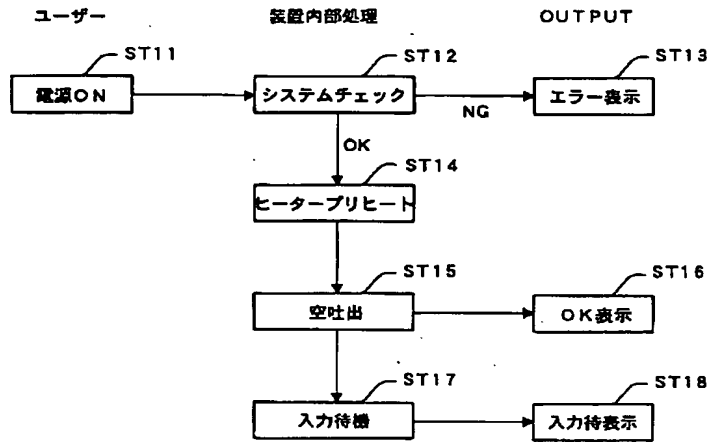 ユーザー 装置内部処理 OUTPUT
ST11 ST12 ST13
電源ON システムチェック エラー表示
NG
OK
ST14
ヒータープリヒート
ST15 ST16
空吐出 OK表示
ST17 ST18
入力待機 入力待表示